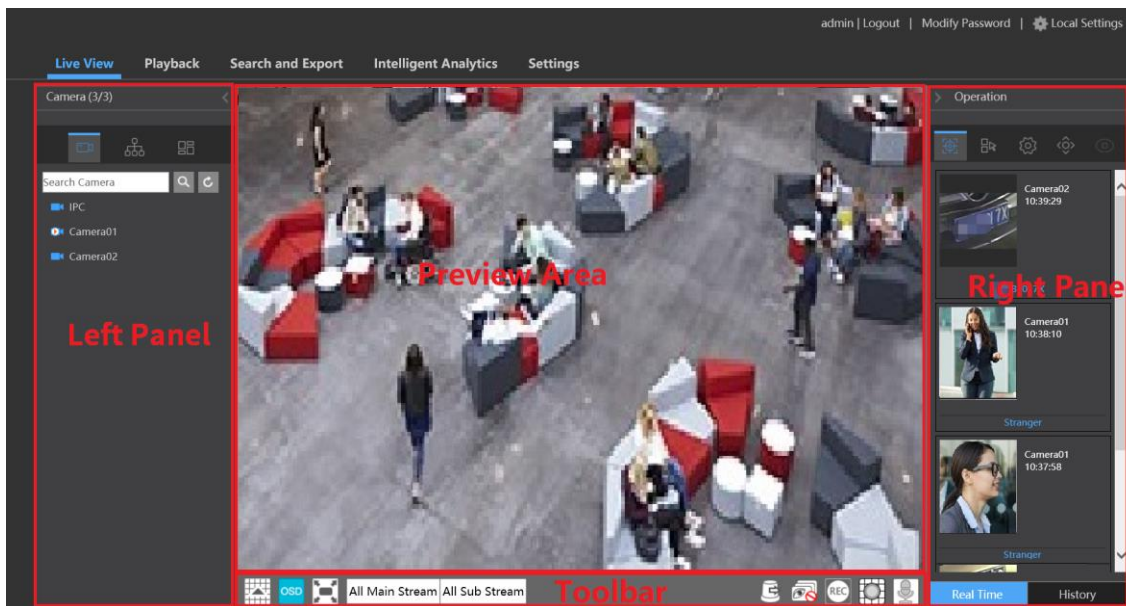 admin | Logout | Modify Password | Local Settings
Live View Playback Search and Export Intelligent Analytics Settings
Camera (3/3)
Search Camera
IPC
Camera01
Camera02
Left Panel
Preview Area
OSD All Main Stream All Sub Stream Toolbar REC
Operation
Camera02
10:39:29
Right Pane
Camera01
10:38:10
Stranger
Camera01
10:37:58
Stranger
Real Time History